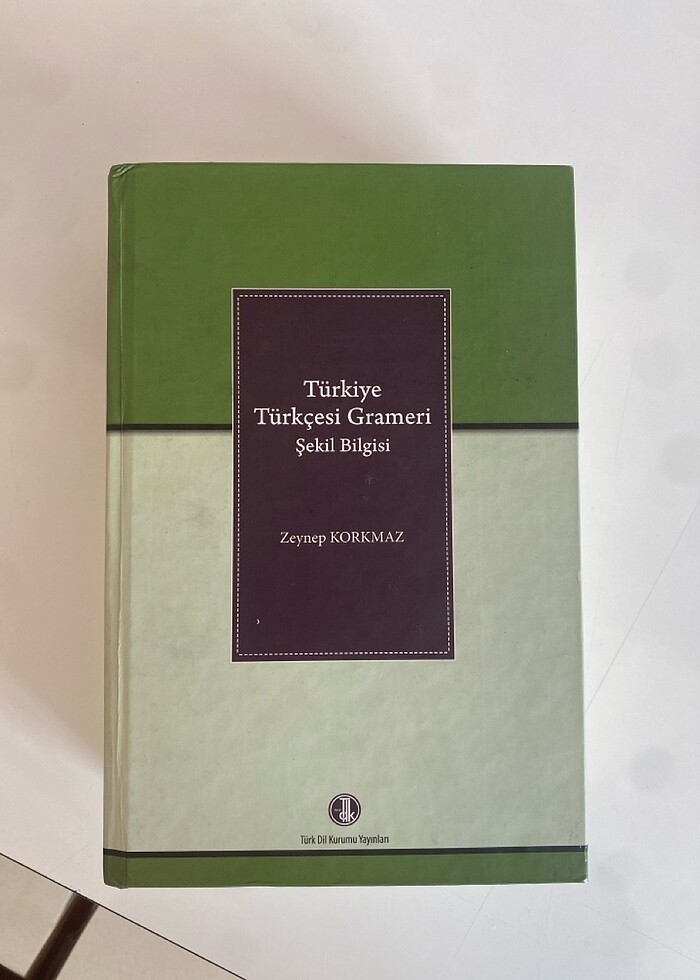 Türkiye
Türkçesi Grameri
Şekil Bilgisi
Zeynep KORKMAZ
Türk Dil Kurumu Yayınları